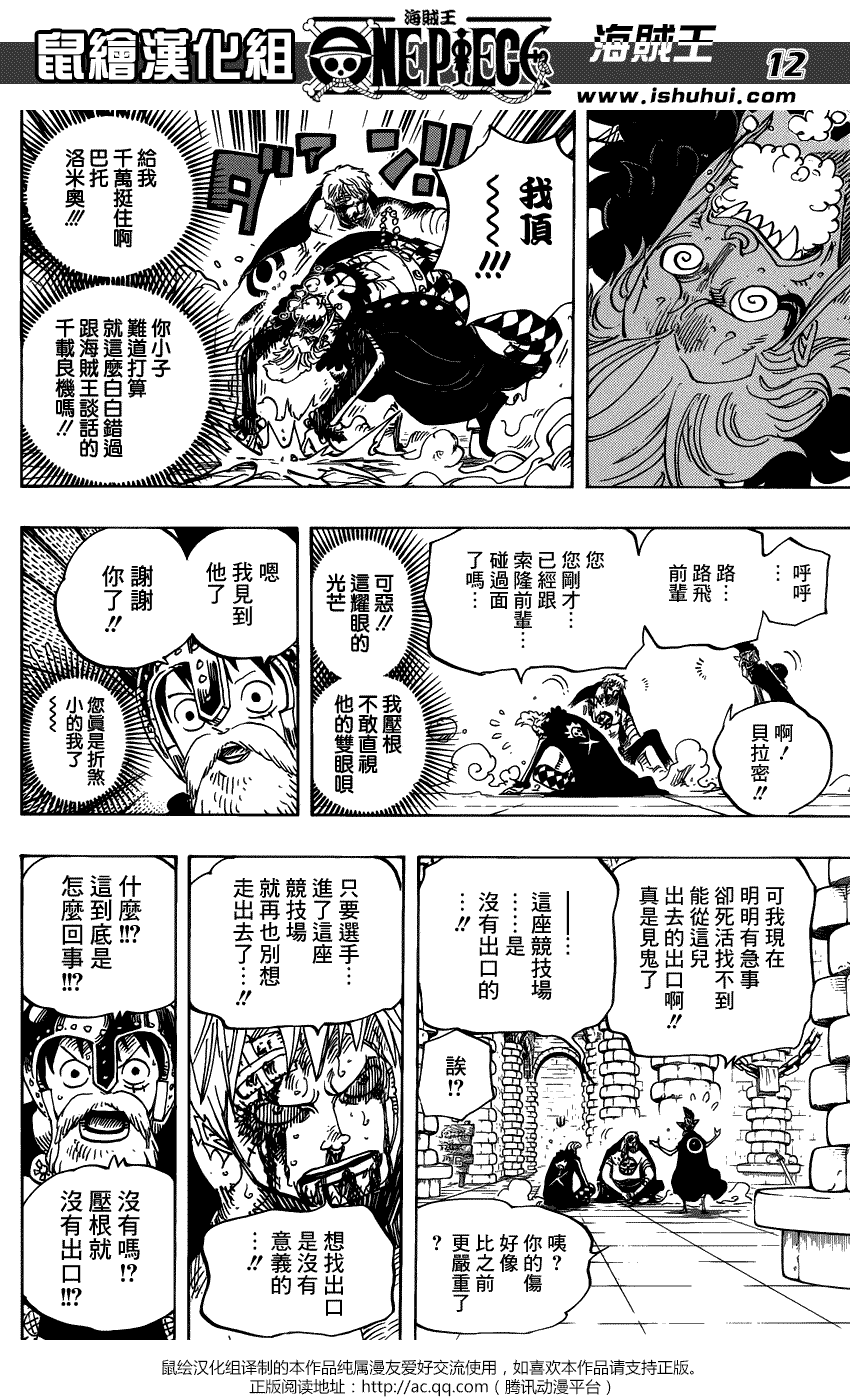 鼠繪漢化組
海賊王
ONE PIECE
海賊王
12
www.ishuhui.com
我頂
~~~!!!
ダァン!!
給我
千萬挺住啊
巴托
洛米奧!!!
你小子
難道打算
就這麼白白錯過
跟海賊王談話的
千載良機嗎!!
呼呼
…
路…
路飛
前輩
您
您剛才…
已經跟
索隆前輩…
碰過面
了嗎…
啊!
貝拉密!!
可惡!!
這耀眼的
光芒
我壓根
不敢直視
他的雙眼唄
嗯
我見到
他了
謝謝
你了!!
您眞是折煞
小的我了
~~~
可我現在
明明有急事
卻死活找不到
能從這兒
出去的出口啊!!
真是見鬼了
——…
這座競技場
……是
沒有出口的
…!!
誒!?
咦?
你的傷
好像
比之前
更嚴重了
?
只要選手…
進了這座
競技場
就再也別想
走出去了…!!
想找出口
是沒有
意義的
…!!
什麼!!?
這到底是
怎麼回事!!?
沒有嗎!?
壓根就
沒有出口!!?
鼠绘汉化组译制的本作品纯属漫友爱好交流使用，如喜欢本作品请支持正版。
正版阅读地址：http://ac.qq.com（腾讯动漫平台）